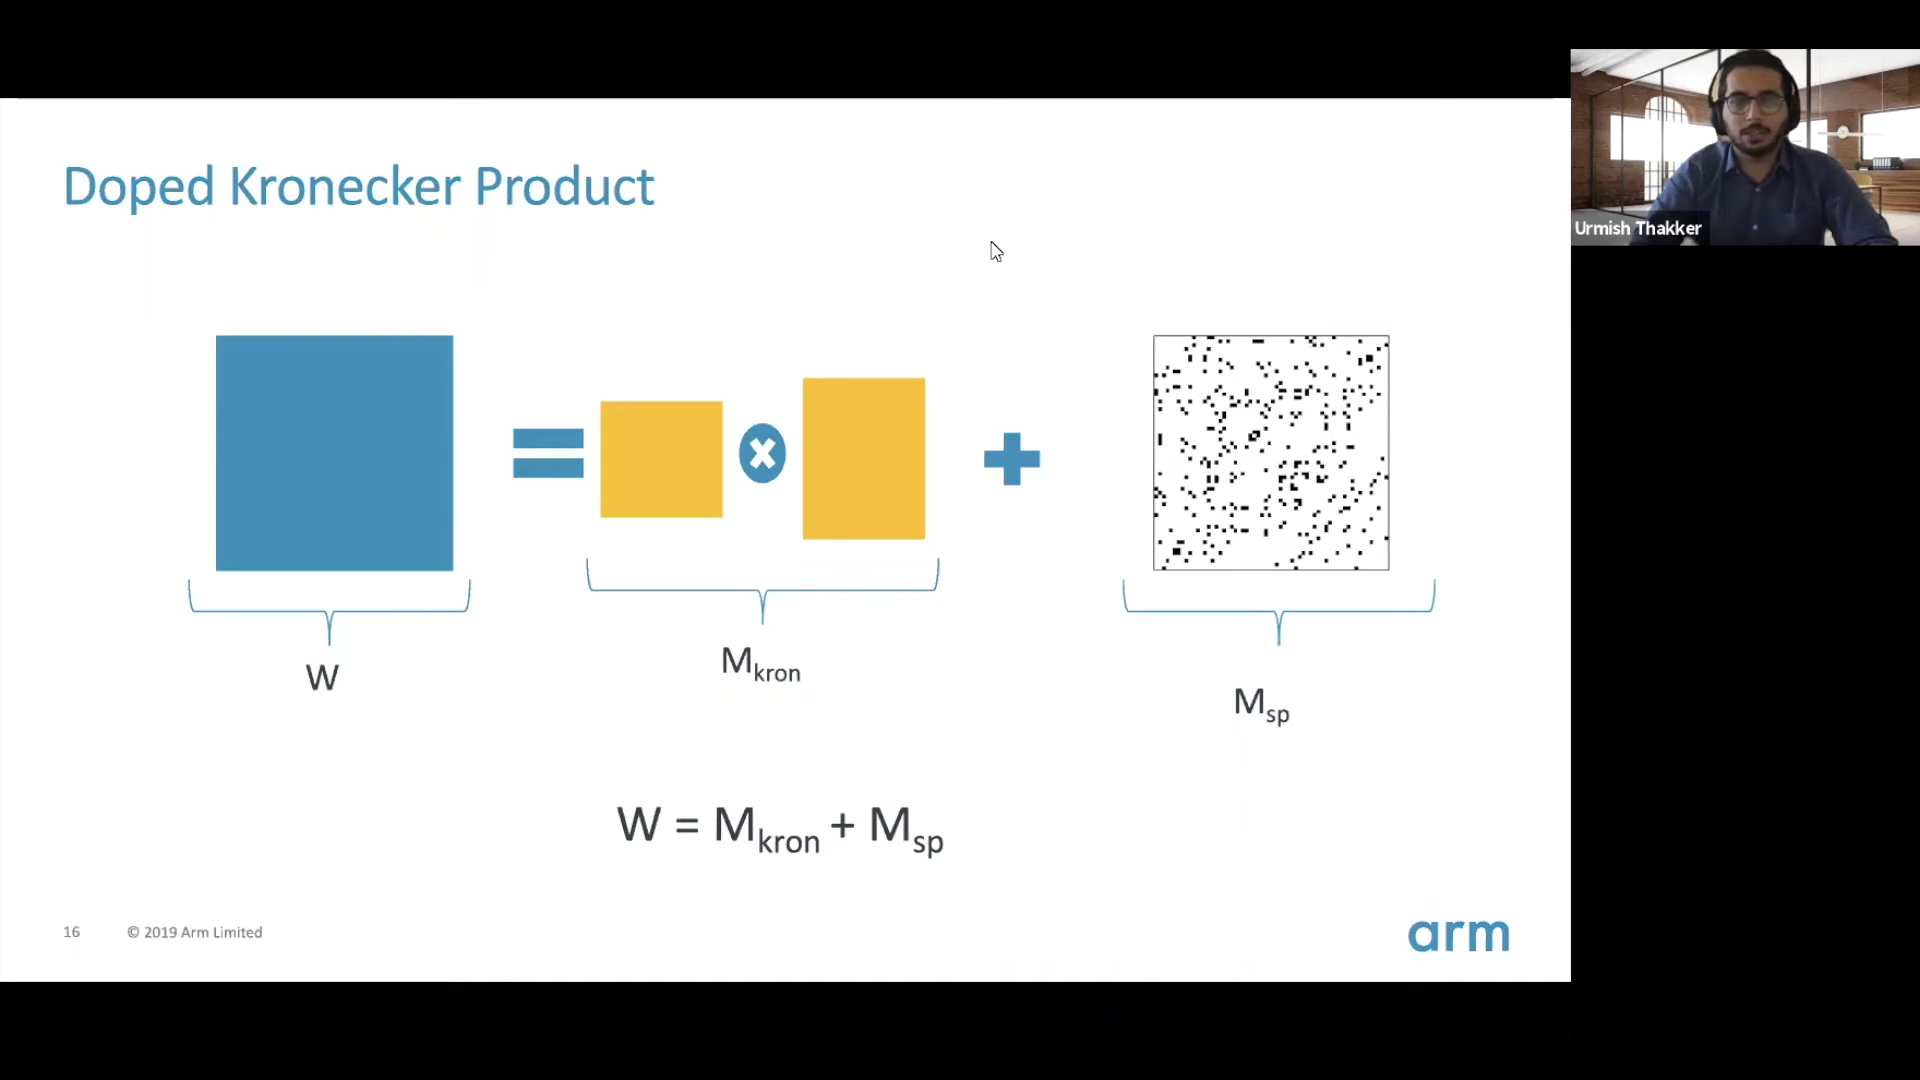 Doped Kronecker Product
Urmish Thakker
W
Mkron
Msp
W = Mkron + Msp
16
© 2019 Arm Limited
arm